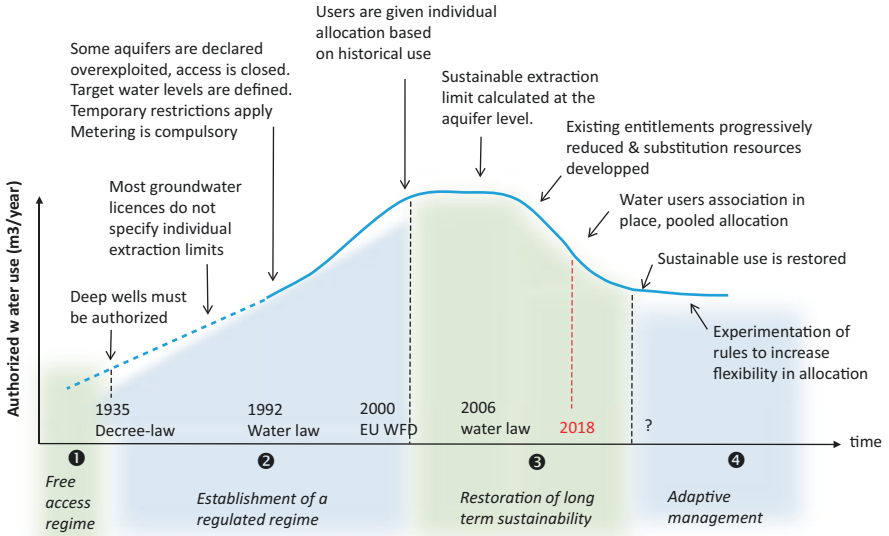 Users are given individual
allocation based
on historical use
Some aquifers are declared
overexploited, access is closed.
Target water levels are defined.
Temporary restrictions apply
Metering is compulsory
Sustainable extraction
limit calculated at the
aquifer level.
Existing entitlements progressively
reduced & substitution resources
developped
Most groundwater
licences do not
specify individual
extraction limits
Water users association in
place, pooled allocation
Deep wells must
be authorized
Sustainable use is restored
Experimentation of
rules to increase
flexibility in allocation
Authorized w ater use (m3/year)
1935
Decree-law
1992
Water law
2000
EU WFD
2006
water law
2018
?
time
❶
❷
❸
❹
Free
access
regime
Establishment of a
regulated regime
Restoration of long
term sustainability
Adaptive
management